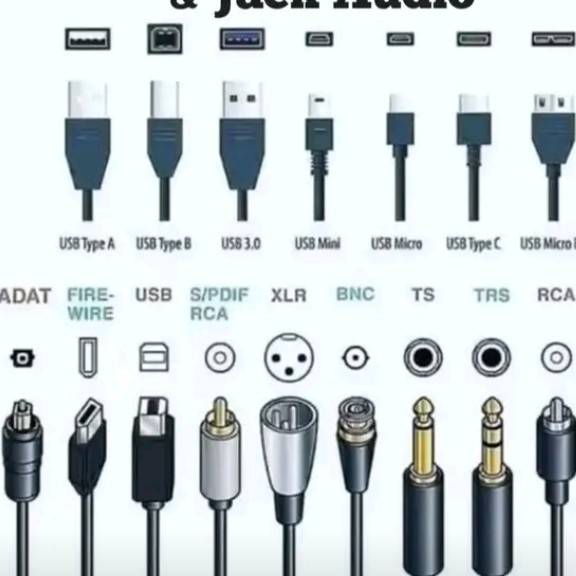 & Jack Audio
USB Type A USB Type B USB 3.0 USB Mini USB Micro USB Type C USB Micro
ADAT FIRE- USB S/PDIF XLR BNC TS TRS RCA
WIRE RCA